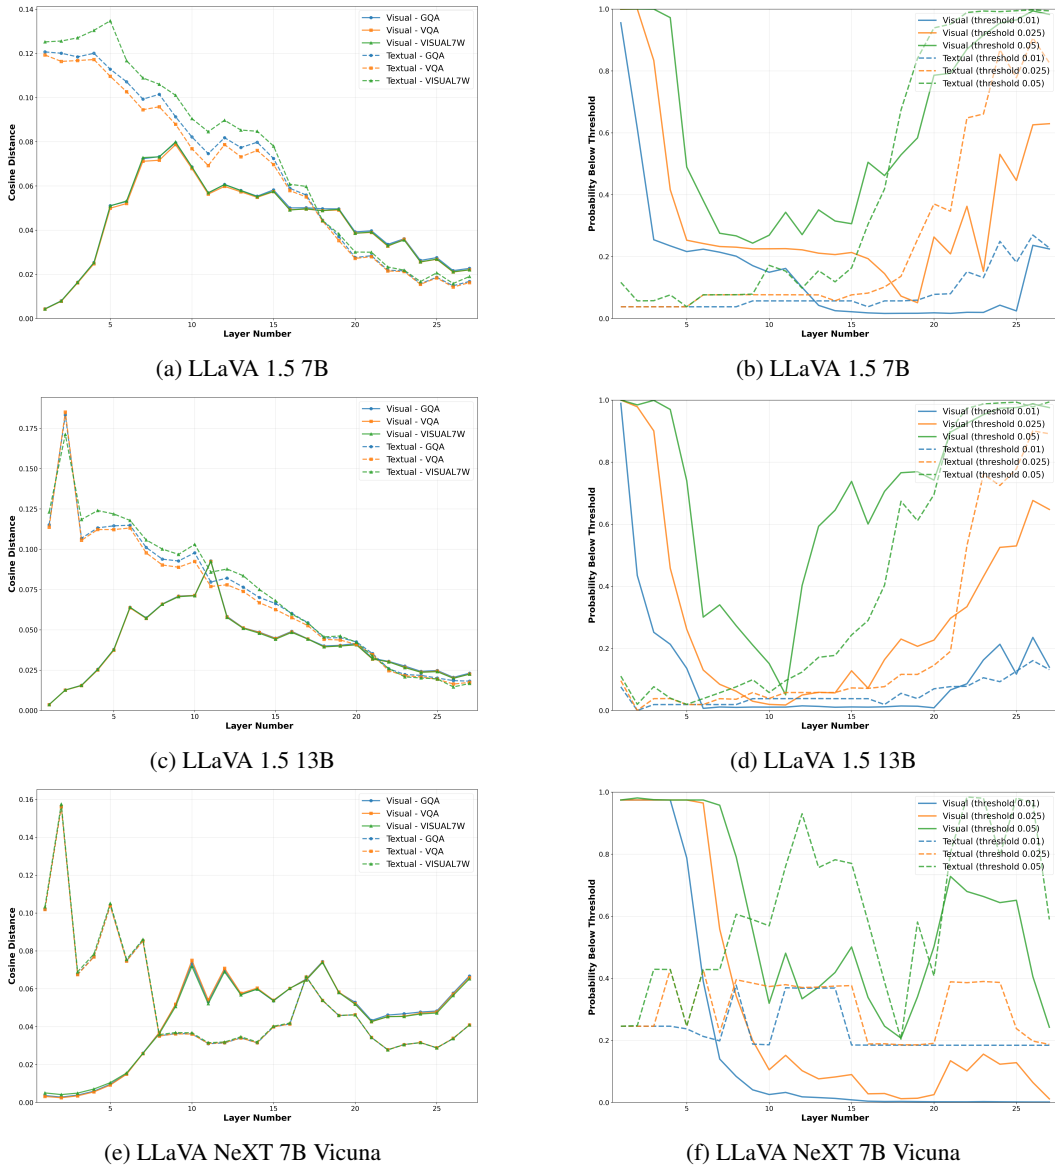 0.14
0.12
0.10
0.08
0.06
0.04
0.02
0.00
Cosine Distance
5
10
15
20
25
Layer Number
Visual - GQA
Visual - VQA
Visual - VISUAL7W
Textual - GQA
Textual - VQA
Textual - VISUAL7W
(a) LLaVA 1.5 7B
1.0
0.8
0.6
0.4
0.2
0.0
Probability Below Threshold
5
10
15
20
25
Layer Number
Visual (threshold 0.01)
Visual (threshold 0.025)
Visual (threshold 0.05)
Textual (threshold 0.01)
Textual (threshold 0.025)
Textual (threshold 0.05)
(b) LLaVA 1.5 7B
0.175
0.150
0.125
0.100
0.075
0.050
0.025
0.000
Cosine Distance
5
10
15
20
25
Layer Number
Visual - GQA
Visual - VQA
Visual - VISUAL7W
Textual - GQA
Textual - VQA
Textual - VISUAL7W
(c) LLaVA 1.5 13B
1.0
0.8
0.6
0.4
0.2
0.0
Probability Below Threshold
5
10
15
20
25
Layer Number
Visual (threshold 0.01)
Visual (threshold 0.025)
Visual (threshold 0.05)
Textual (threshold 0.01)
Textual (threshold 0.025)
Textual (threshold 0.05)
(d) LLaVA 1.5 13B
0.16
0.14
0.12
0.10
0.08
0.06
0.04
0.02
0.00
Cosine Distance
5
10
15
20
25
Layer Number
Visual - GQA
Visual - VQA
Visual - VISUAL7W
Textual - GQA
Textual - VQA
Textual - VISUAL7W
(e) LLaVA NeXT 7B Vicuna
1.0
0.8
0.6
0.4
0.2
0.0
Probability Below Threshold
5
10
15
20
25
Layer Number
Visual (threshold 0.01)
Visual (threshold 0.025)
Visual (threshold 0.05)
Textual (threshold 0.01)
Textual (threshold 0.025)
Textual (threshold 0.05)
(f) LLaVA NeXT 7B Vicuna